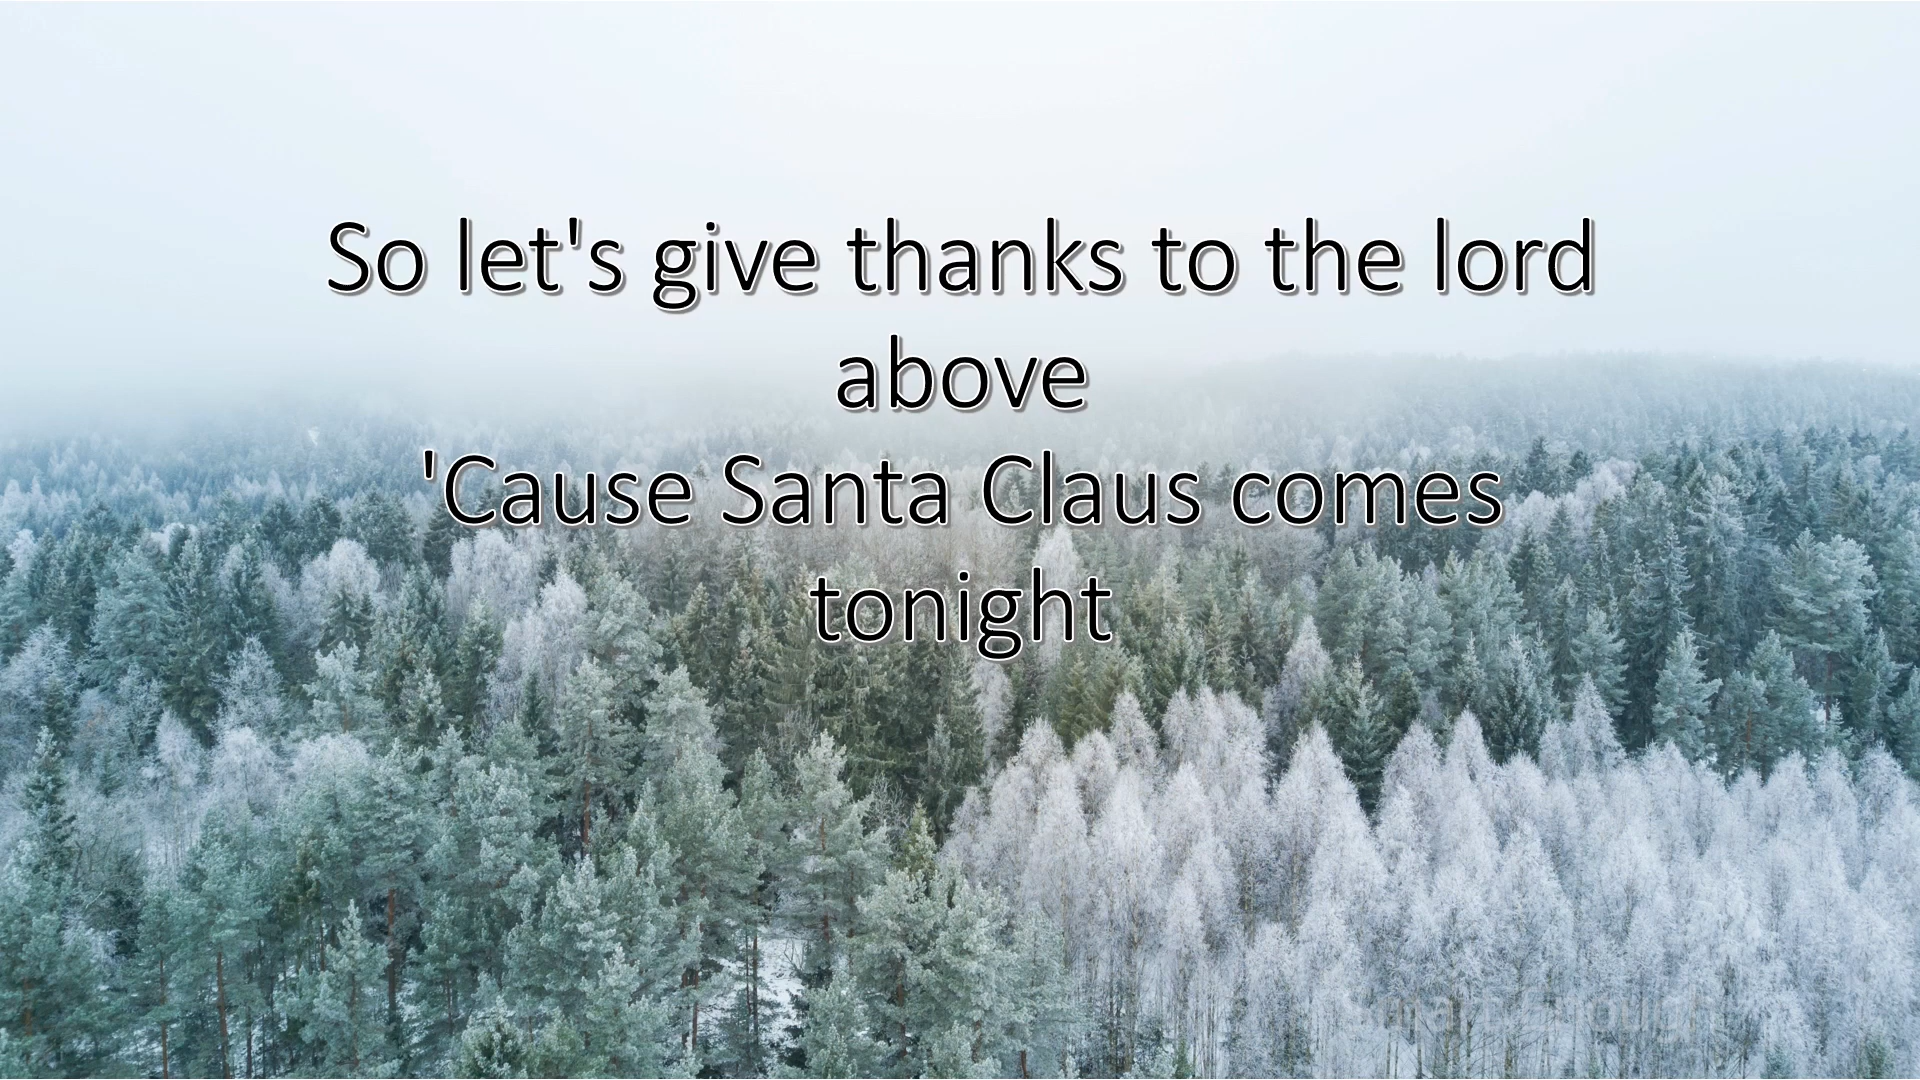 So let's give thanks to the lord
above
'Cause Santa Claus comes
tonight